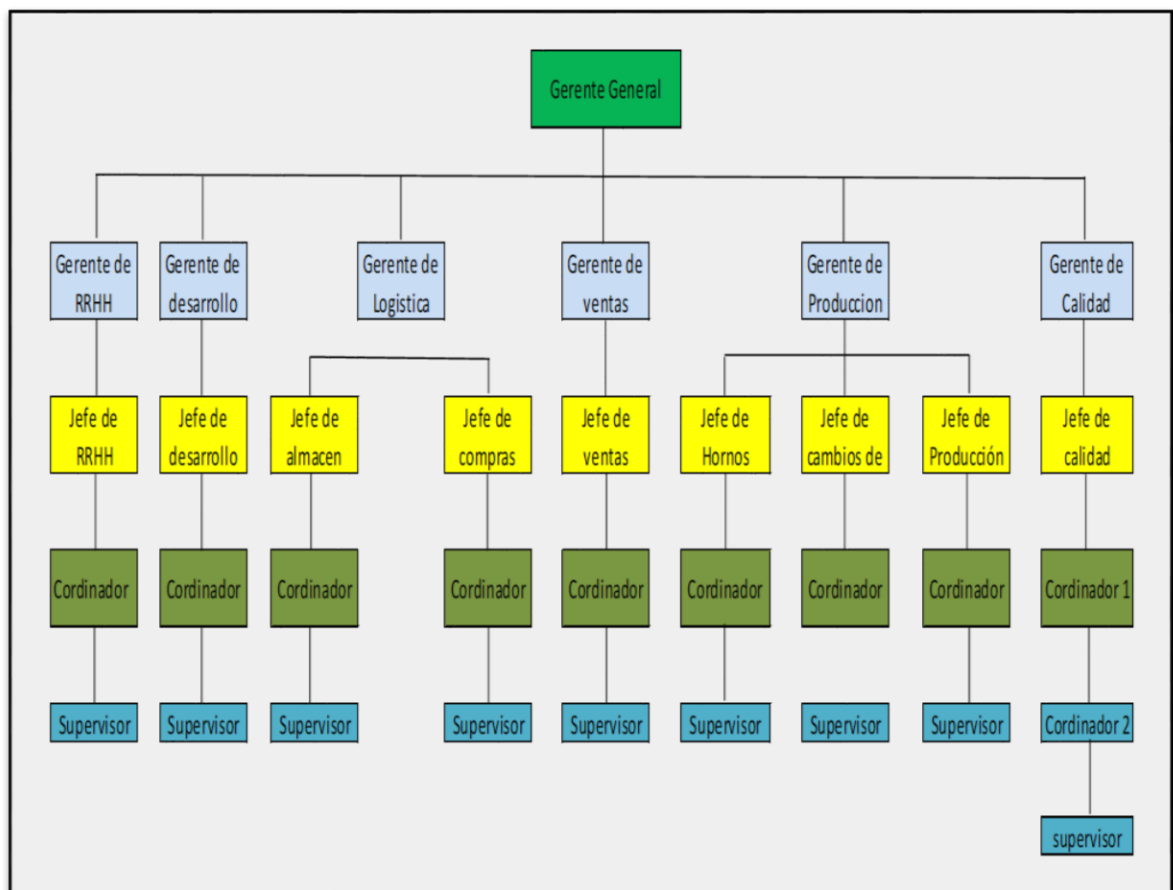 Gerente General
Gerente de
RRHH
Gerente de
desarrollo
Gerente de
Logistica
Gerente de
ventas
Gerente de
Produccion
Gerente de
Calidad
Jefe de
RRHH
Jefe de
desarrollo
Jefe de
almacen
Jefe de
compras
Jefe de
ventas
Jefe de
Hornos
Jefe de
cambios de
Jefe de
Producción
Jefe de
calidad
Cordinador
Cordinador
Cordinador
Cordinador
Cordinador
Cordinador
Cordinador
Cordinador
Cordinador 1
Supervisor
Supervisor
Supervisor
Supervisor
Supervisor
Supervisor
Supervisor
Supervisor
Cordinador 2
supervisor